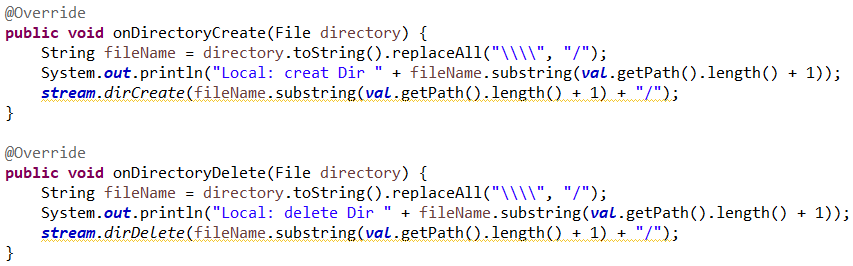 @Override
public void onDirectoryCreate(File directory) {
    String fileName = directory.toString().replaceAll("\\\\", "/");
    System.out.println("Local: creat Dir " + fileName.substring(val.getPath().length() + 1));
    stream.dirCreate(fileName.substring(val.getPath().length() + 1) + "/");
}

@Override
public void onDirectoryDelete(File directory) {
    String fileName = directory.toString().replaceAll("\\\\", "/");
    System.out.println("Local: delete Dir " + fileName.substring(val.getPath().length() + 1));
    stream.dirDelete(fileName.substring(val.getPath().length() + 1) + "/");
}